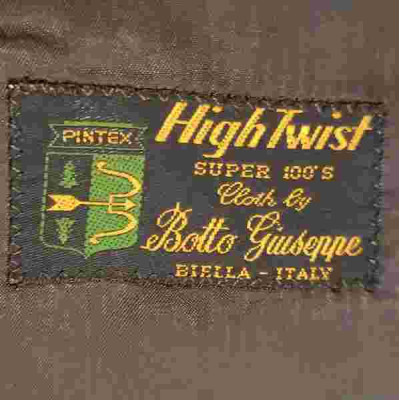 PINTEX
High Twist
SUPER 100'S
Cloth by
Botto Giuseppe
BIELLA - ITALY